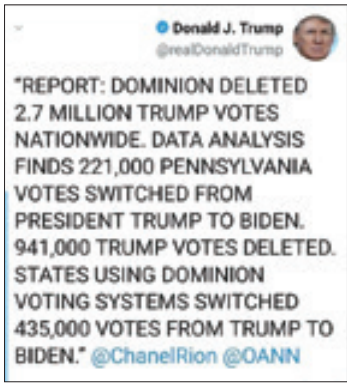 Donald J. Trump
@realDonaldTrump
“REPORT: DOMINION DELETED
2.7 MILLION TRUMP VOTES
NATIONWIDE. DATA ANALYSIS
FINDS 221,000 PENNSYLVANIA
VOTES SWITCHED FROM
PRESIDENT TRUMP TO BIDEN.
941,000 TRUMP VOTES DELETED.
STATES USING DOMINION
VOTING SYSTEMS SWITCHED
435,000 VOTES FROM TRUMP TO
BIDEN.” @ChanelRion @OANN